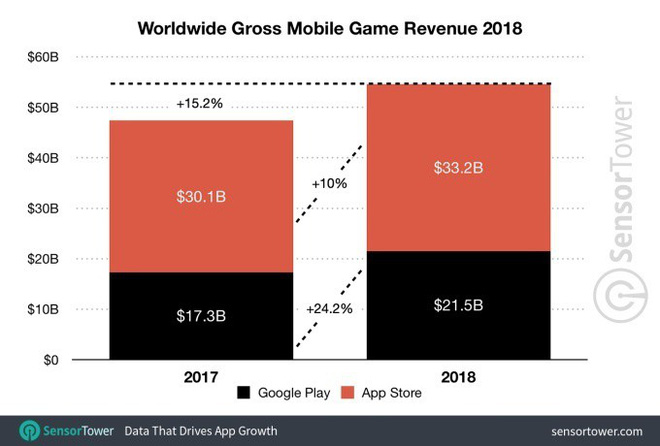 Worldwide Gross Mobile Game Revenue 2018
$60B
$50B
$40B
$30B
$20B
$10B
$0
+15.2%
$30.1B
$17.3B
+10%
+24.2%
$33.2B
$21.5B
2017
2018
Google Play
App Store
SensorTower
SensorTower
Data That Drives App Growth
sensortower.com